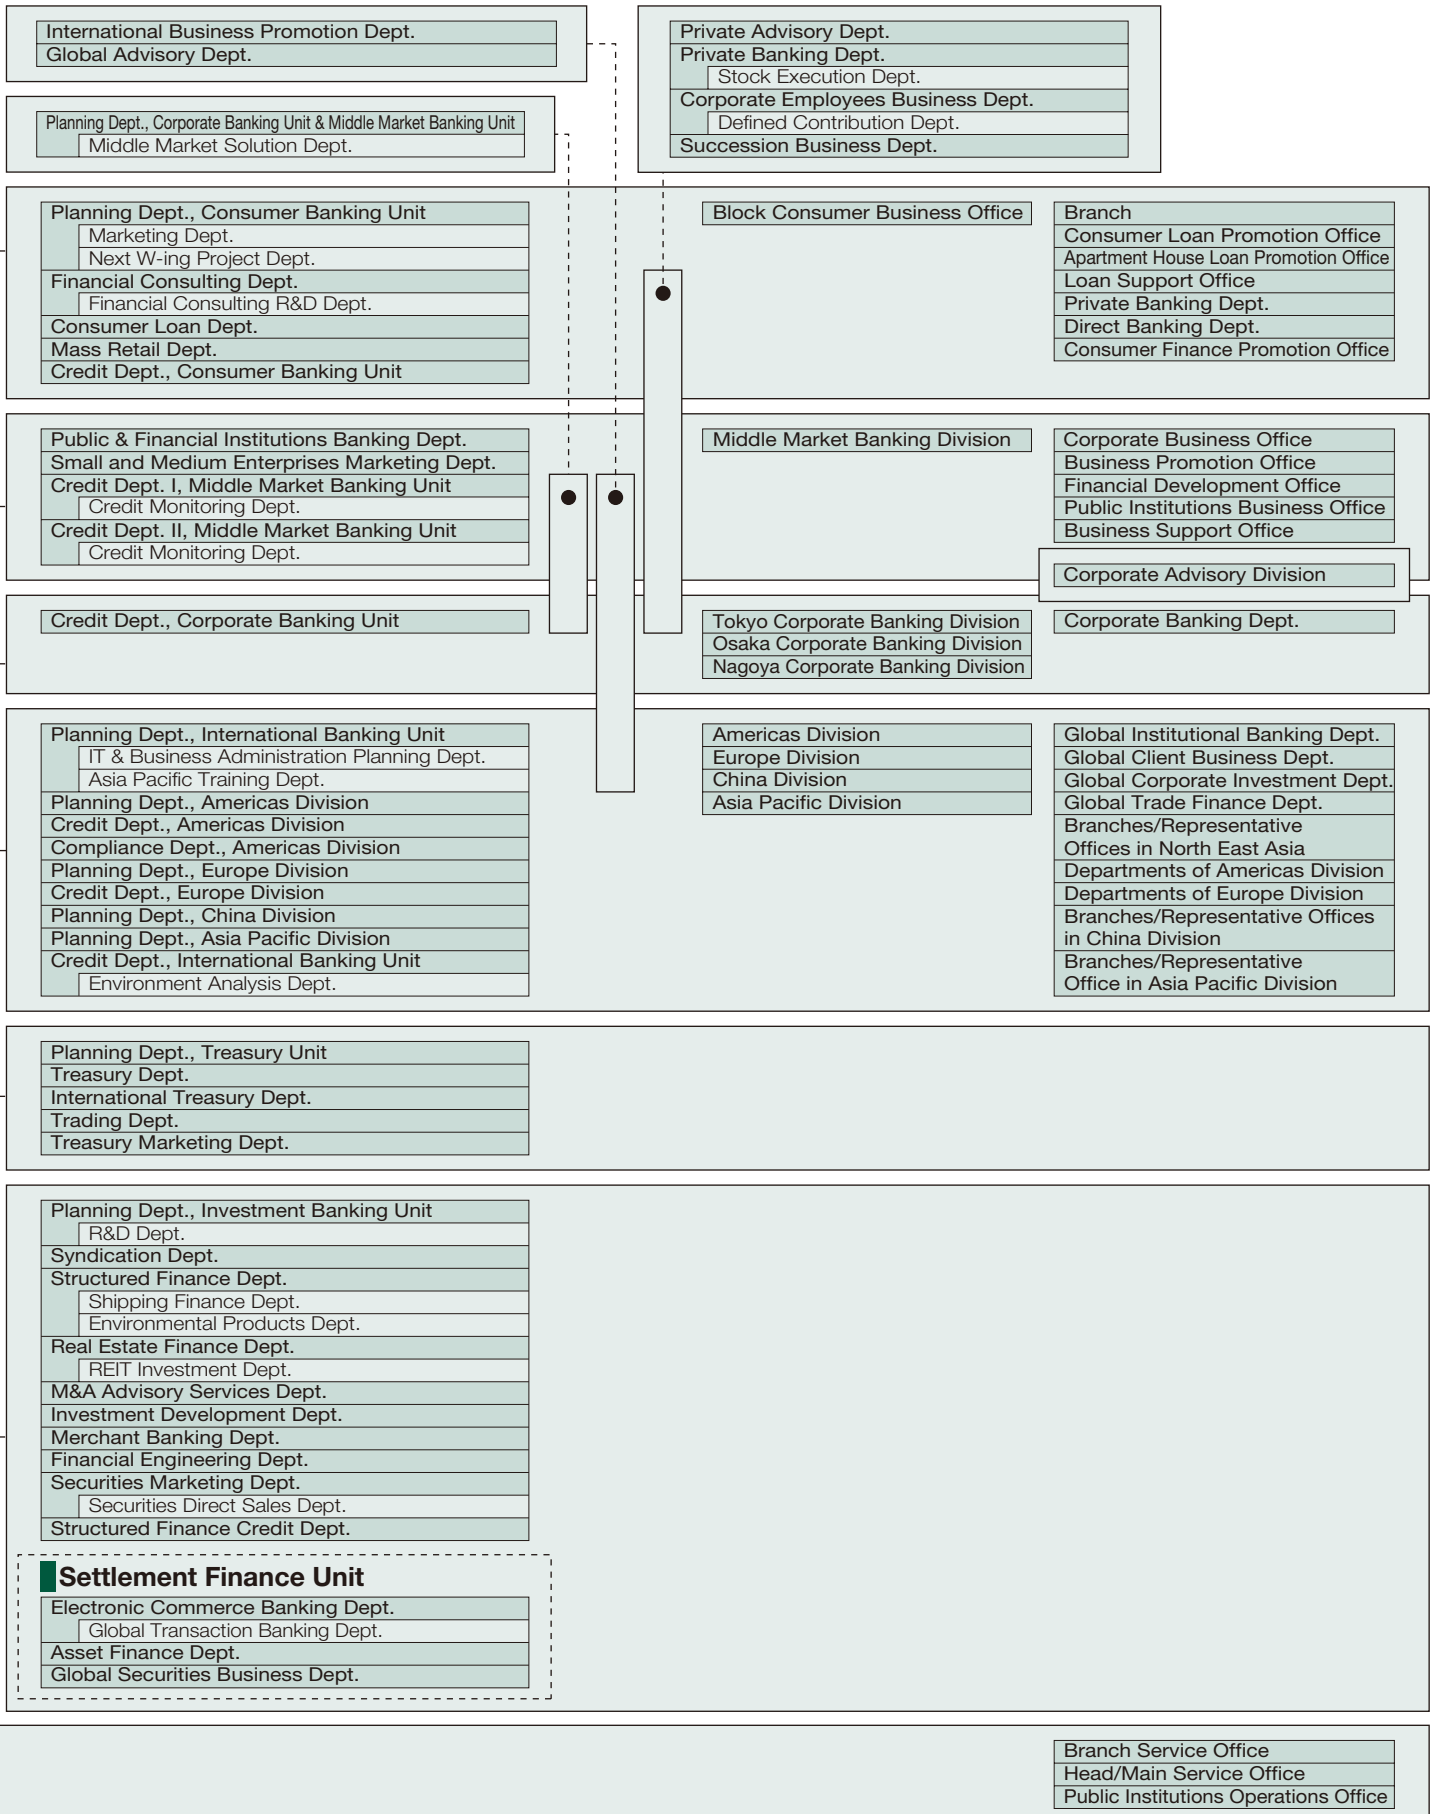 International Business Promotion Dept.
Global Advisory Dept.
Planning Dept., Corporate Banking Unit & Middle Market Banking Unit
Middle Market Solution Dept.
Private Advisory Dept.
Private Banking Dept.
Stock Execution Dept.
Corporate Employees Business Dept.
Defined Contribution Dept.
Succession Business Dept.
Planning Dept., Consumer Banking Unit
Marketing Dept.
Next W-ing Project Dept.
Financial Consulting Dept.
Financial Consulting R&D Dept.
Consumer Loan Dept.
Mass Retail Dept.
Credit Dept., Consumer Banking Unit
Block Consumer Business Office
Branch
Consumer Loan Promotion Office
Apartment House Loan Promotion Office
Loan Support Office
Private Banking Dept.
Direct Banking Dept.
Consumer Finance Promotion Office
Public & Financial Institutions Banking Dept.
Small and Medium Enterprises Marketing Dept.
Credit Dept. I, Middle Market Banking Unit
Credit Monitoring Dept.
Credit Dept. II, Middle Market Banking Unit
Credit Monitoring Dept.
Middle Market Banking Division
Corporate Business Office
Business Promotion Office
Financial Development Office
Public Institutions Business Office
Business Support Office
Corporate Advisory Division
Credit Dept., Corporate Banking Unit
Tokyo Corporate Banking Division
Osaka Corporate Banking Division
Nagoya Corporate Banking Division
Corporate Banking Dept.
Planning Dept., International Banking Unit
IT & Business Administration Planning Dept.
Asia Pacific Training Dept.
Planning Dept., Americas Division
Credit Dept., Americas Division
Compliance Dept., Americas Division
Planning Dept., Europe Division
Credit Dept., Europe Division
Planning Dept., China Division
Planning Dept., Asia Pacific Division
Credit Dept., International Banking Unit
Environment Analysis Dept.
Americas Division
Europe Division
China Division
Asia Pacific Division
Global Institutional Banking Dept.
Global Client Business Dept.
Global Corporate Investment Dept.
Global Trade Finance Dept.
Branches/Representative
Offices in North East Asia
Departments of Americas Division
Departments of Europe Division
Branches/Representative Offices
in China Division
Branches/Representative
Office in Asia Pacific Division
Planning Dept., Treasury Unit
Treasury Dept.
International Treasury Dept.
Trading Dept.
Treasury Marketing Dept.
Planning Dept., Investment Banking Unit
R&D Dept.
Syndication Dept.
Structured Finance Dept.
Shipping Finance Dept.
Environmental Products Dept.
Real Estate Finance Dept.
REIT Investment Dept.
M&A Advisory Services Dept.
Investment Development Dept.
Merchant Banking Dept.
Financial Engineering Dept.
Securities Marketing Dept.
Securities Direct Sales Dept.
Structured Finance Credit Dept.
Settlement Finance Unit
Electronic Commerce Banking Dept.
Global Transaction Banking Dept.
Asset Finance Dept.
Global Securities Business Dept.
Branch Service Office
Head/Main Service Office
Public Institutions Operations Office